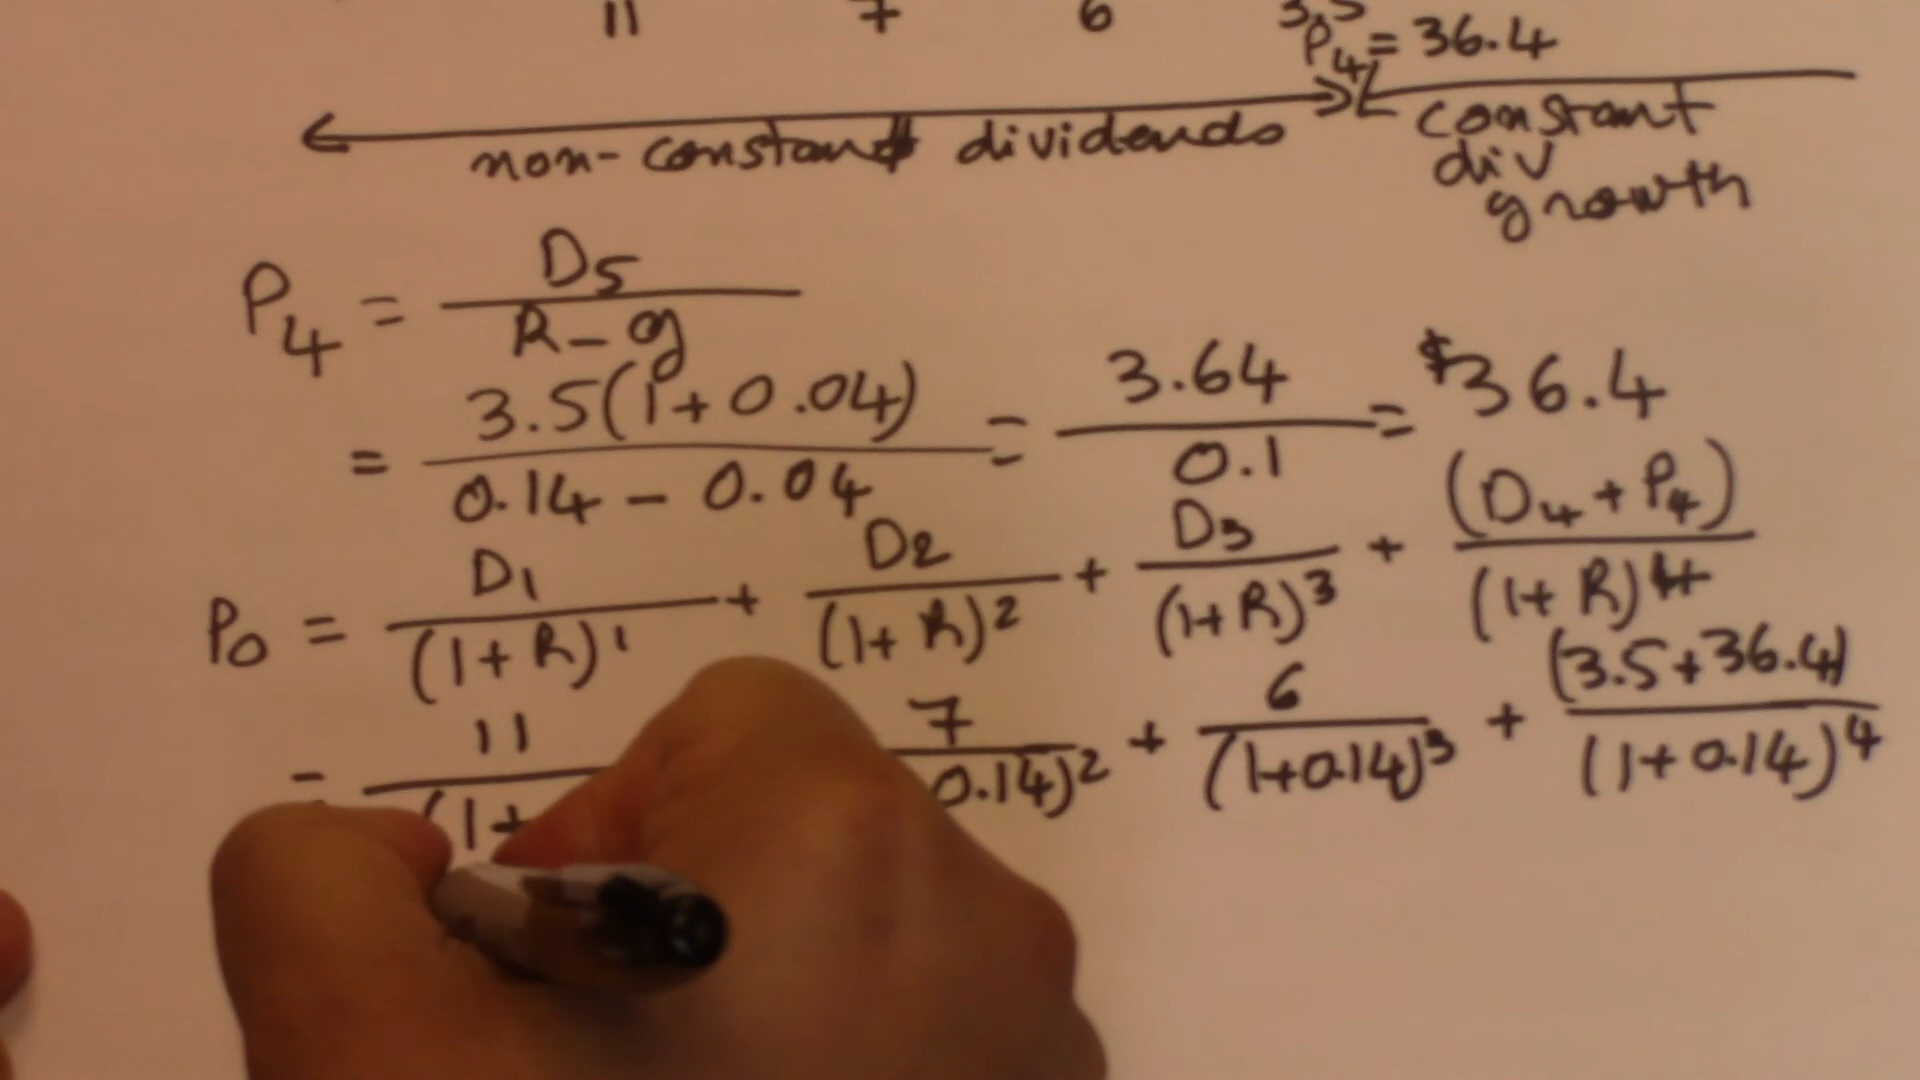 11 7 6 3.5
P4 = 36.4
non-constant dividends
constant
div
growth
P4 = D5
R - g
= 3.5(1+0.04) = 3.64 = $36.4
0.14 - 0.04 0.1
P0 = D1 + D2 + D3 + (D4 + P4)
(1+R)1 (1+R)2 (1+R)3 (1+R)4
= 11 7 + 6 + (3.5+36.4)
(1+ 0.14)2 (1+0.14)3 (1+0.14)4